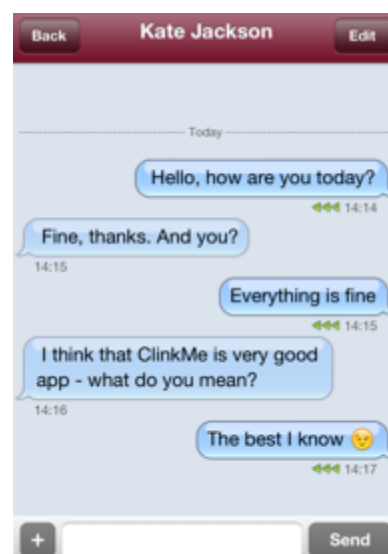 Back Kate Jackson Edit
Today
Hello, how are you today?
14:14
Fine, thanks. And you?
14:15
Everything is fine
14:15
I think that ClinkMe is very good
app - what do you mean?
14:16
The best I know 😉
14:17
+ Send